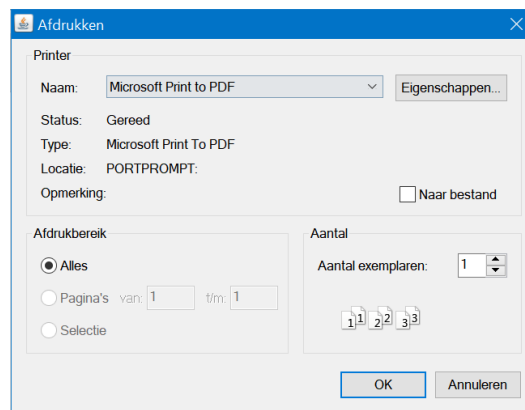 Afdrukken
Printer
Naam: Microsoft Print to PDF Eigenschappen...
Status: Gereed
Type: Microsoft Print To PDF
Locatie: PORTPROMPT:
Opmerking: Naar bestand
Afdrukbereik
Alles
Pagina's van: 1 t/m: 1
Selectie
Aantal
Aantal exemplaren: 1
1 1 2 2 3 3
OK Annuleren